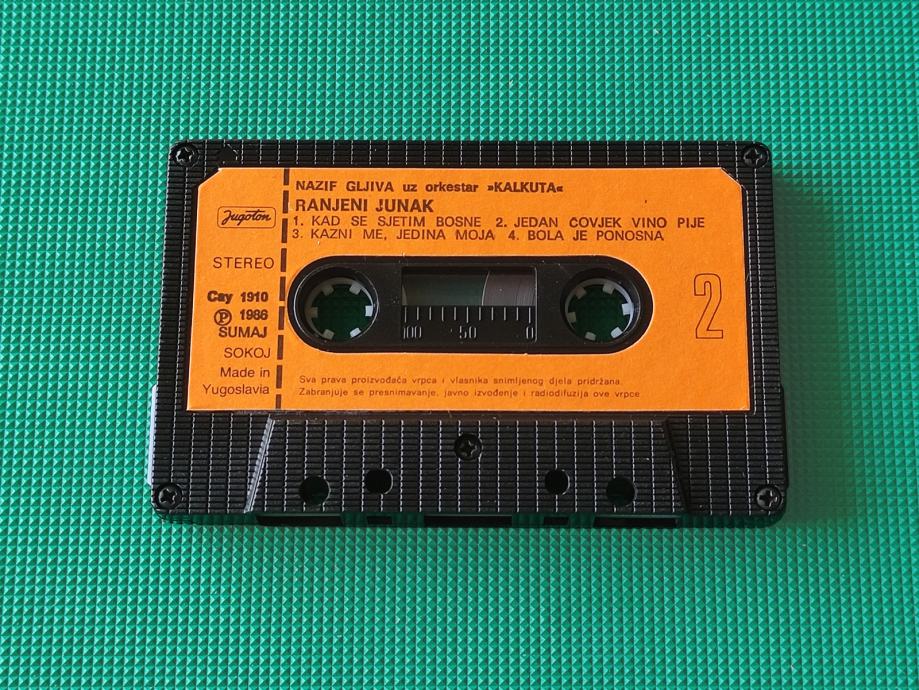 NAZIF GLJIVA uz orkestar »KALKUTA«
RANJENI JUNAK
1. KAD SE SJETIM BOSNE 2. JEDAN COVJEK VINO PIJE
3. KAZNI ME, JEDINA MOJA 4. BOLA JE PONOSNA
Jugoton
STEREO
Cay 1910
Ⓟ 1986
SUMAJ
SOKOJ
Made in
Yugoslavia
100 50 0
2
Sva prava proizvođača vrpca i vlasnika snimljenog djela pridržana.
Zabranjuje se presnimavanje, javno izvođenje i radiodifuzija ove vrpce